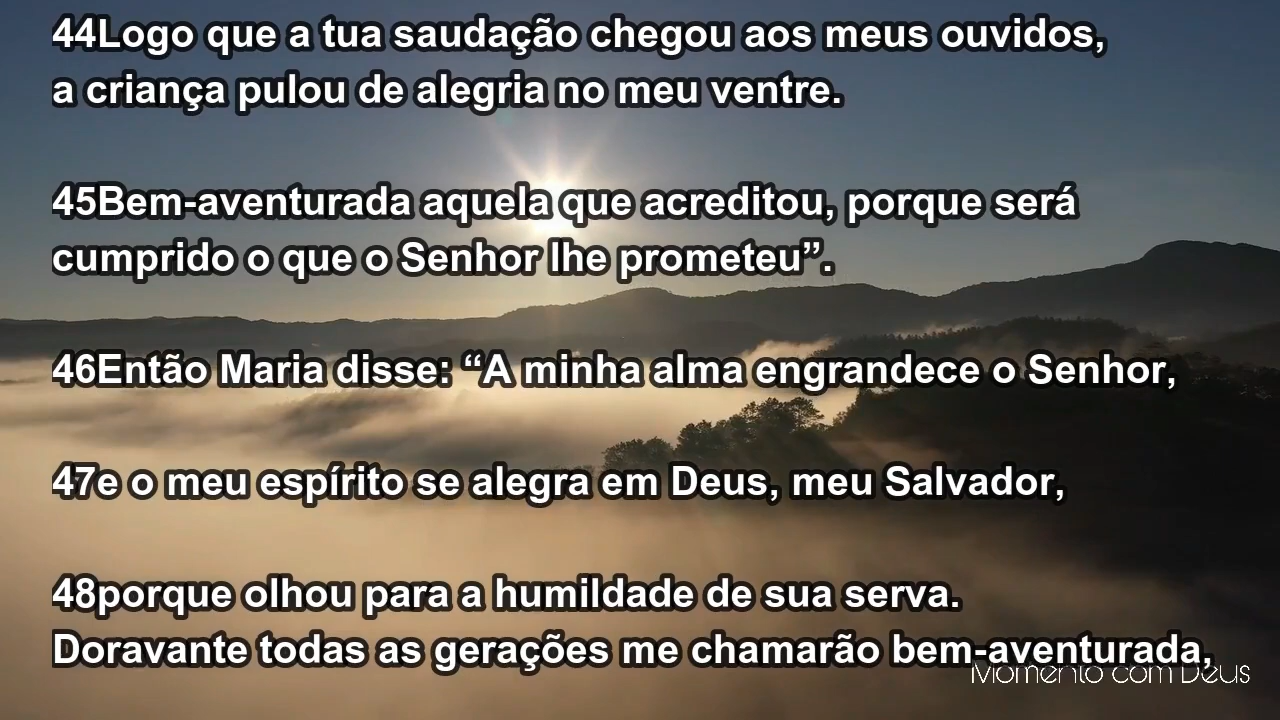 44Logo que a tua saudação chegou aos meus ouvidos,
a criança pulou de alegria no meu ventre.
45Bem-aventurada aquela que acreditou, porque será
cumprido o que o Senhor lhe prometeu”.
46Então Maria disse: “A minha alma engrandece o Senhor,
47e o meu espírito se alegra em Deus, meu Salvador,
48porque olhou para a humildade de sua serva.
Doravante todas as gerações me chamarão bem-aventurada,
Momento com Deus